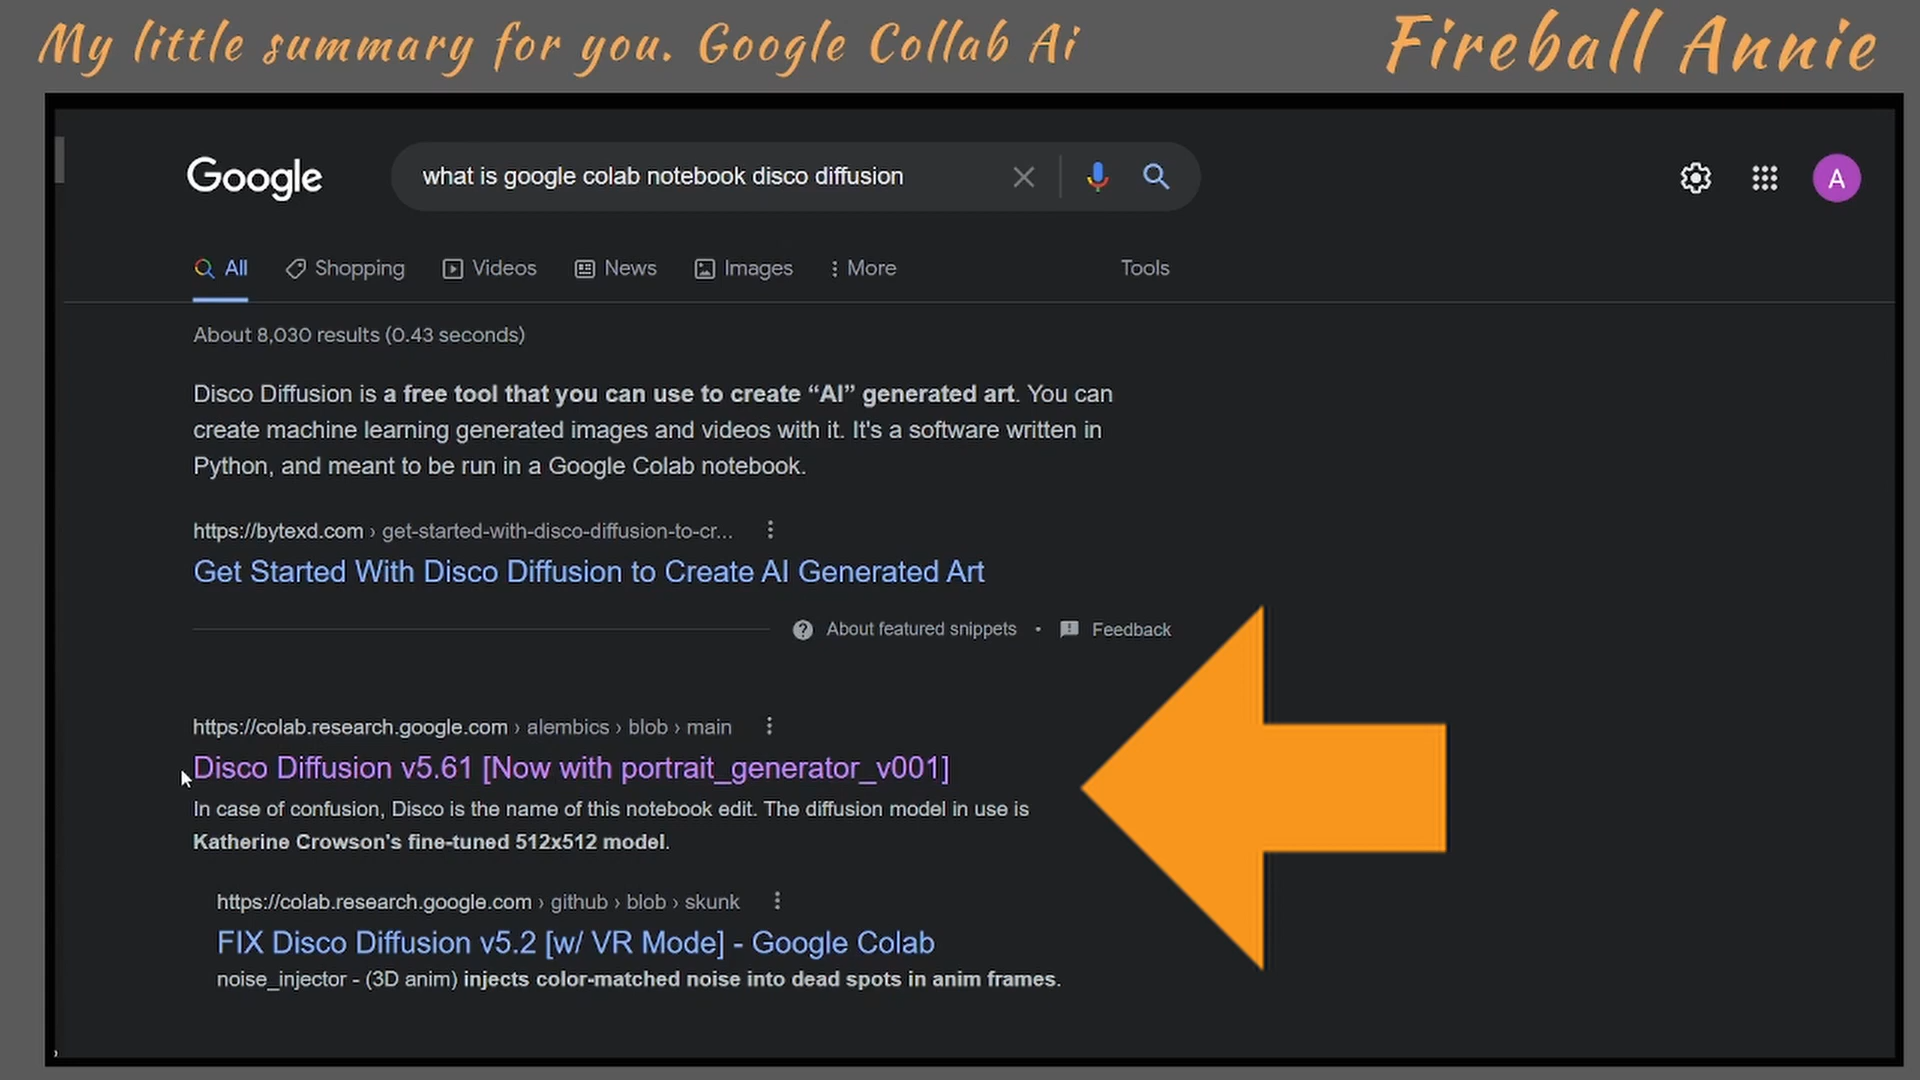 My little summary for you. Google Collab Ai
Fireball Annie
Google
what is google colab notebook disco diffusion
A
All
Shopping
Videos
News
Images
More
Tools
About 8,030 results (0.43 seconds)
Disco Diffusion is a free tool that you can use to create “AI” generated art. You can
create machine learning generated images and videos with it. It's a software written in
Python, and meant to be run in a Google Colab notebook.
https://bytexd.com › get-started-with-disco-diffusion-to-cr...
Get Started With Disco Diffusion to Create AI Generated Art
About featured snippets • Feedback
https://colab.research.google.com › alembics › blob › main
Disco Diffusion v5.61 [Now with portrait_generator_v001]
In case of confusion, Disco is the name of this notebook edit. The diffusion model in use is
Katherine Crowson's fine-tuned 512x512 model.
https://colab.research.google.com › github › blob › skunk
FIX Disco Diffusion v5.2 [w/ VR Mode] - Google Colab
noise_injector - (3D anim) injects color-matched noise into dead spots in anim frames.